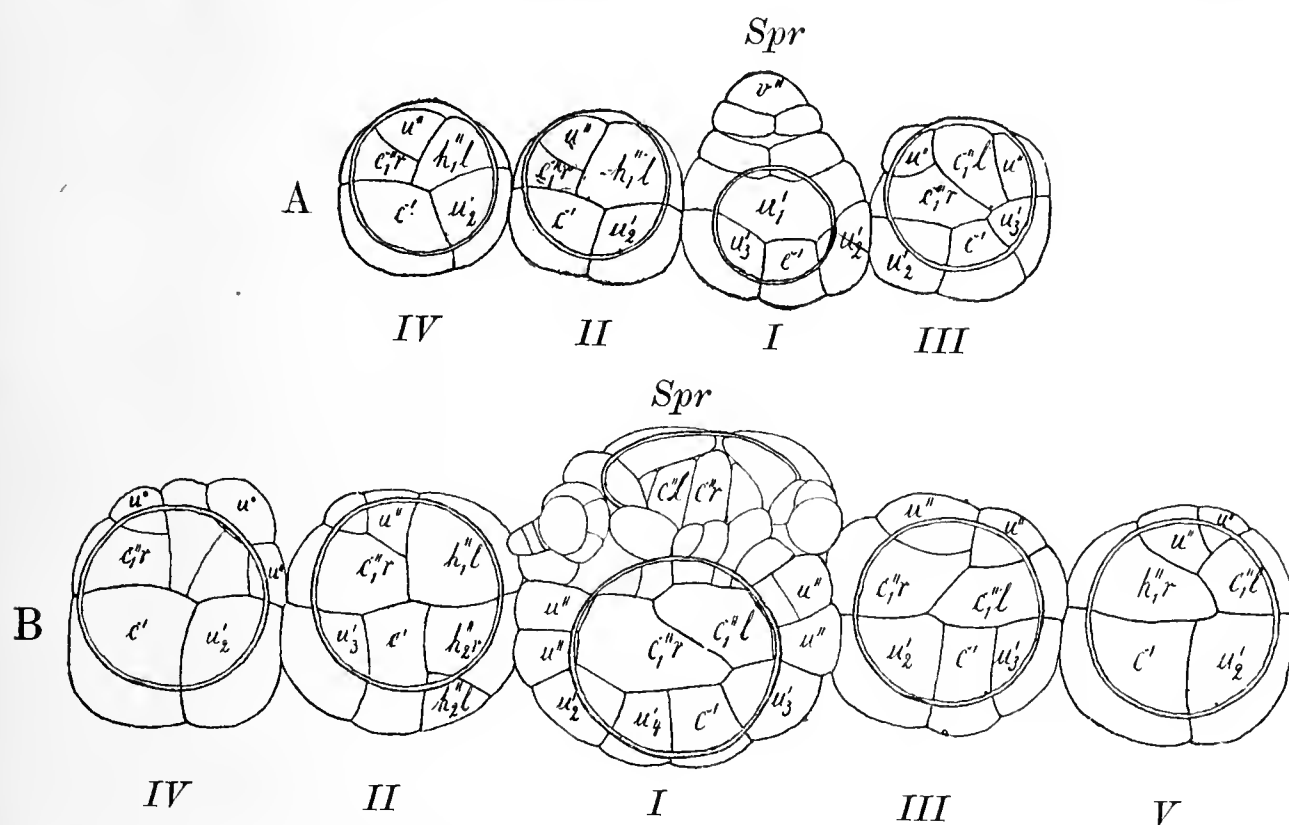 Spr
v''
u'' h₁''l c₁''r c' u₂'
u'' h₁''l c₁''r c' u₂'
u₁' u₃' c' u₂'
u'' c₁''l u'' c₁''r u₃' c' u₂'
A
IV II I III
Spr
c''l c''r
u'' u'' c₁''r u'' c' u₂'
u'' c₁''r h₁''l u₃' c' h₂''r h₂''l
u'' u'' c₁''r c₁''l u'' u'' u₂' u₄' c' u₃'
u'' u'' c₁''r c₁''l u₂' c' u₃'
u'' u'' h₁''r c₁''l c' u₂'
B
IV II I III V